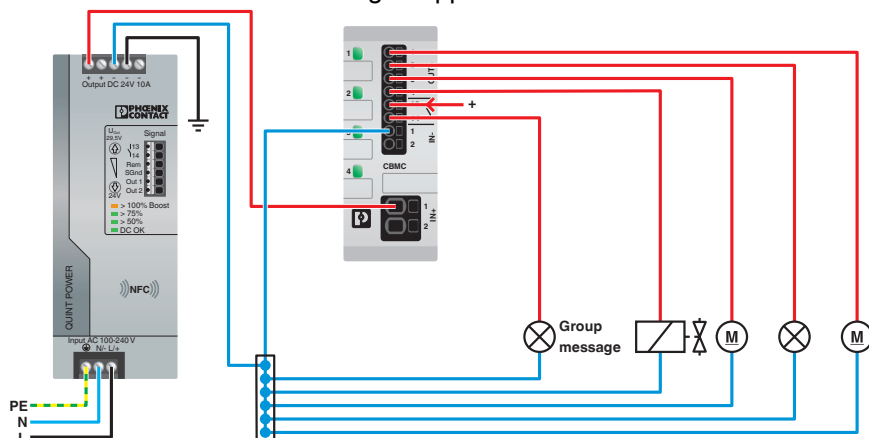 + + - - -
Output DC 24V 10A
PHŒNIX
CONTACT
UOut
29,5V
Signal
13
14
Rem
SGnd
Out 1
Out 2
24V
> 100% Boost
> 75%
> 50%
DC OK
QUINT POWER
NFC
Input AC 100-240 V
N/- L/+
PE
N
L
1
2
4
OUT
+
1
2
IN-
CBMC
1
2
IN+
Group
message
M
M